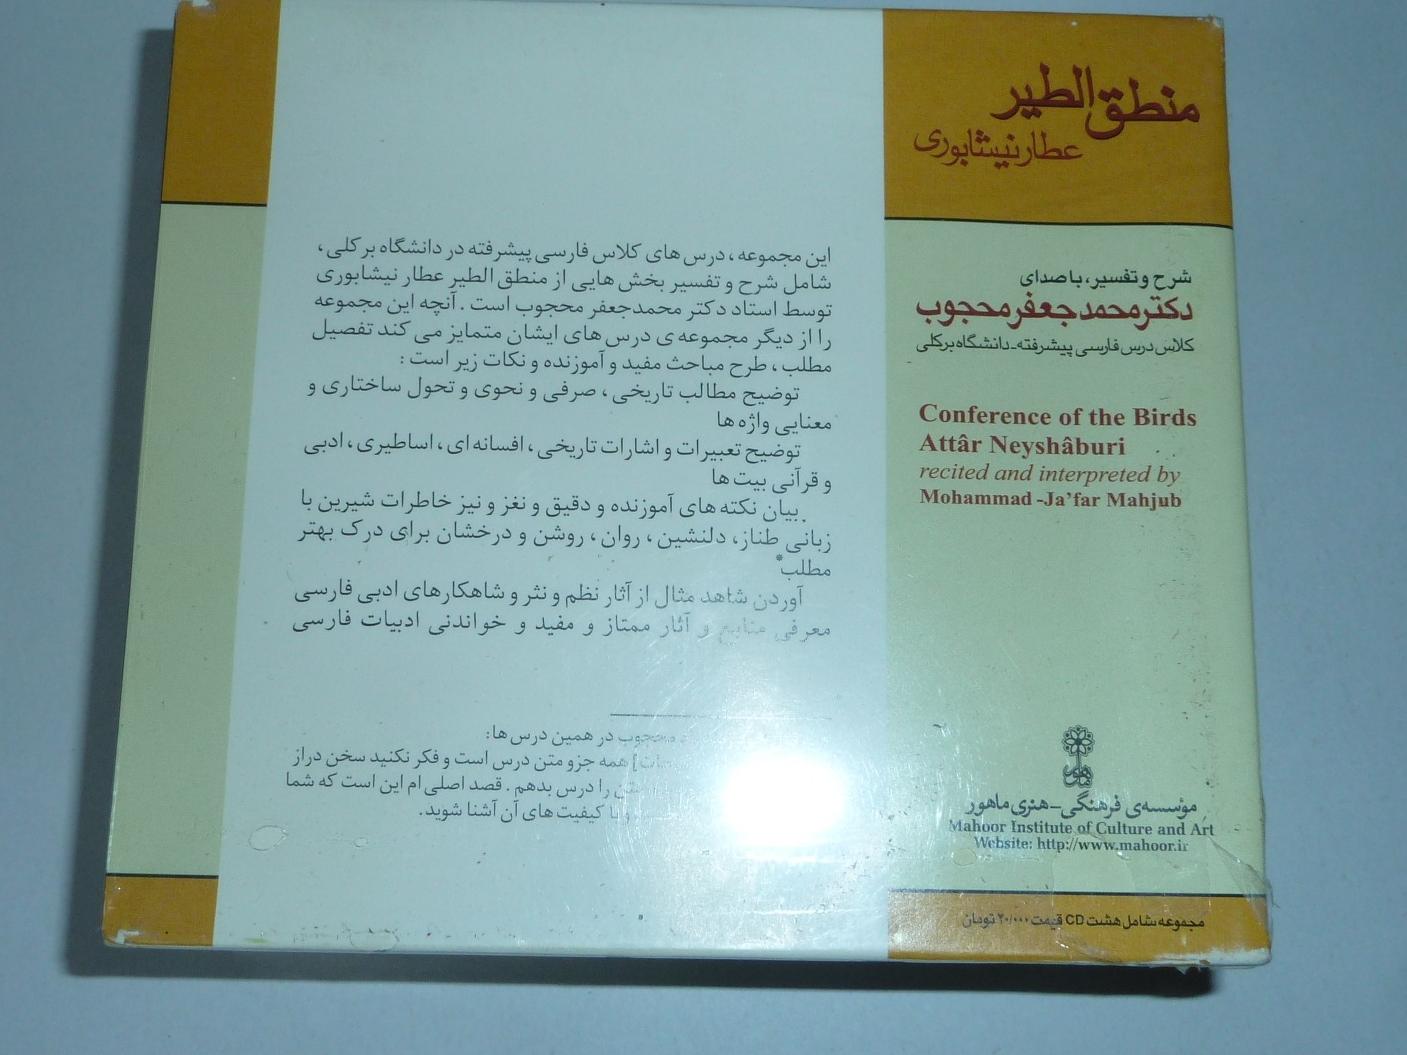 منطق الطیر
عطار نیشابوری
شرح و تفسیر، با صدای
دکتر محمدجعفر محجوب
کلاس درس فارسی پیشرفته-دانشگاه برکلی
Conference of the Birds
Attâr Neyshâburi
recited and interpreted by
Mohammad -Ja'far Mahjub
ماهور
مؤسسه‌ی فرهنگی-هنری ماهور
Mahoor Institute of Culture and Art
Website: http://www.mahoor.ir
مجموعه شامل هشت CD قیمت ۲۰/۰۰۰ تومان
این مجموعه، درس های کلاس فارسی پیشرفته در دانشگاه برکلی،
شامل شرح و تفسیر بخش هایی از منطق الطیر عطار نیشابوری
توسط استاد دکتر محمدجعفر محجوب است. آنچه این مجموعه
را از دیگر مجموعه ی درس های ایشان متمایز می کند تفصیل
مطلب، طرح مباحث مفید و آموزنده و نکات زیر است:
توضیح مطالب تاریخی، صرفی و نحوی و تحول ساختاری و
معنایی واژه ها
توضیح تعبیرات و اشارات تاریخی، افسانه ای، اساطیری، ادبی
و قرآنی بیت ها
بیان نکته های آموزنده و دقیق و نغز و نیز خاطرات شیرین با
زبانی طناز، دلنشین، روان، روشن و درخشان برای درک بهتر
مطلب*
آوردن شاهد مثال از آثار نظم و نثر و شاهکارهای ادبی فارسی
معرفی منابع و آثار ممتاز و مفید و خواندنی ادبیات فارسی
محجوب در همین درس ها:
همه جزو متن درس است و فکر نکنید سخن دراز
متن را درس بدهم. قصد اصلی ام این است که شما
و با کیفیت های آن آشنا شوید.